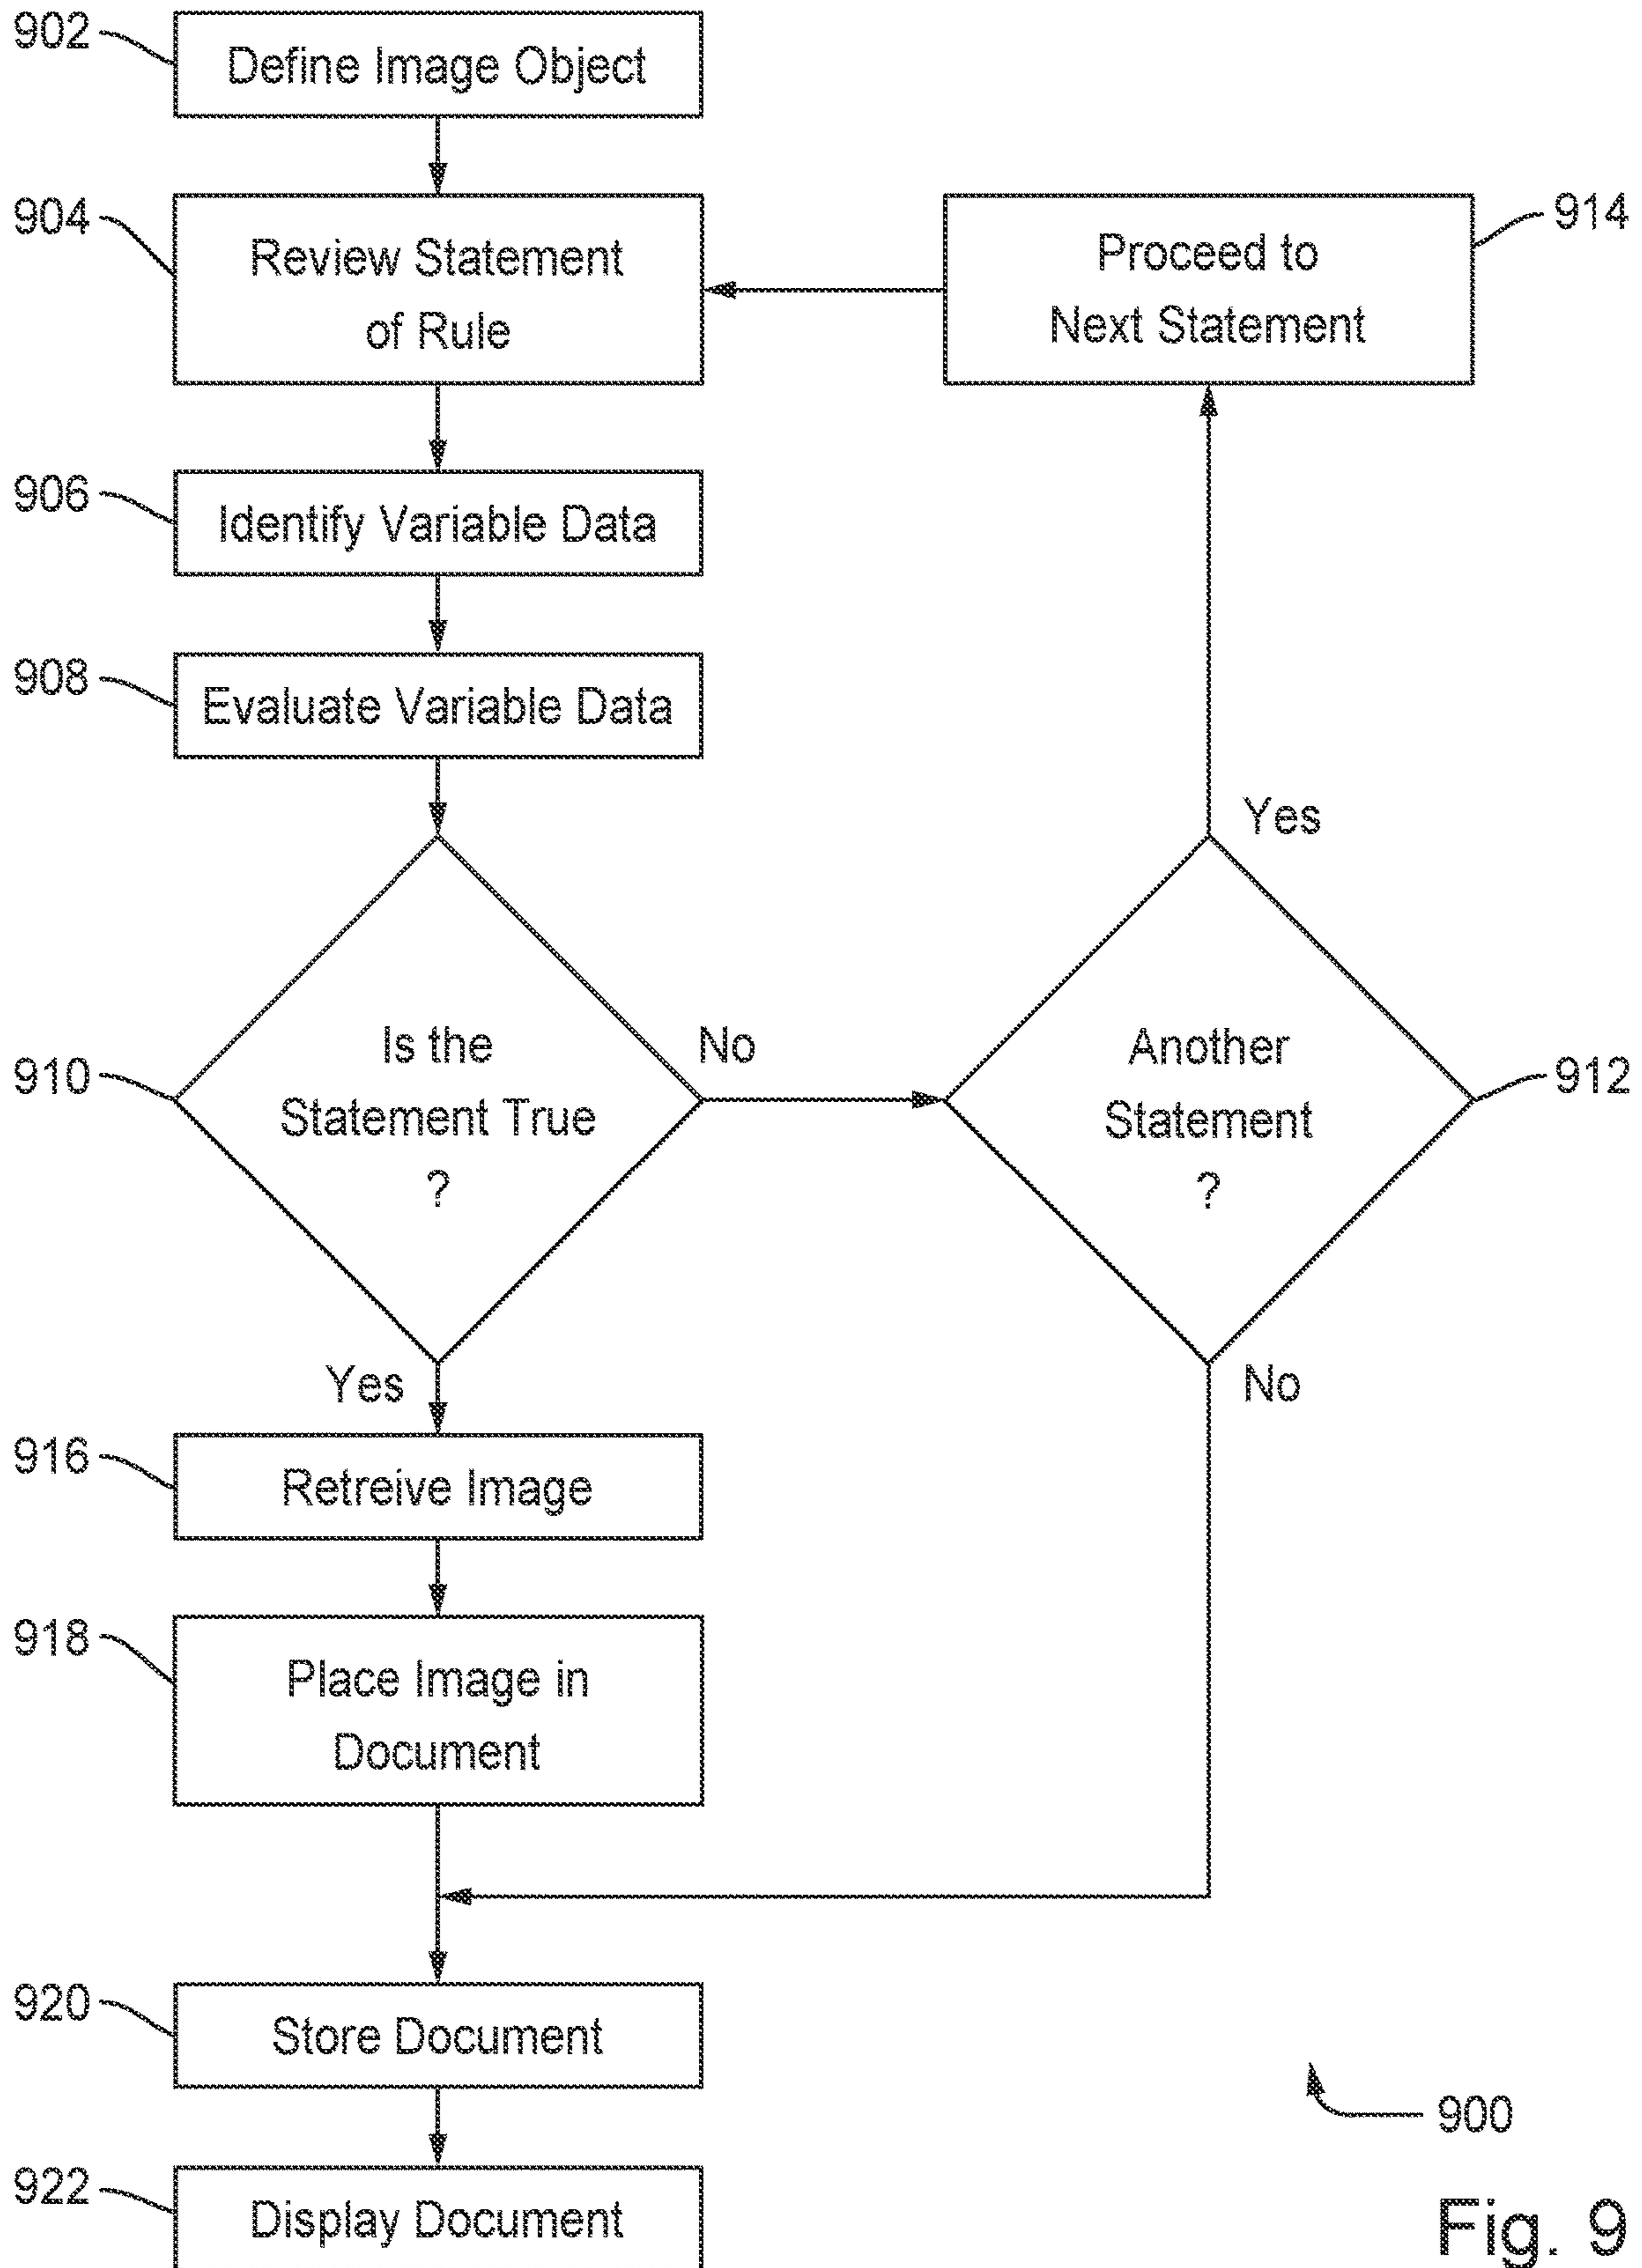 902
Define Image Object
904
Review Statement
of Rule
Proceed to
Next Statement
914
906
Identify Variable Data
908
Evaluate Variable Data
Yes
910
Is the
Statement True
?
No
Another
Statement
?
912
Yes
No
916
Retreive Image
918
Place Image in
Document
920
Store Document
900
922
Display Document
Fig. 9